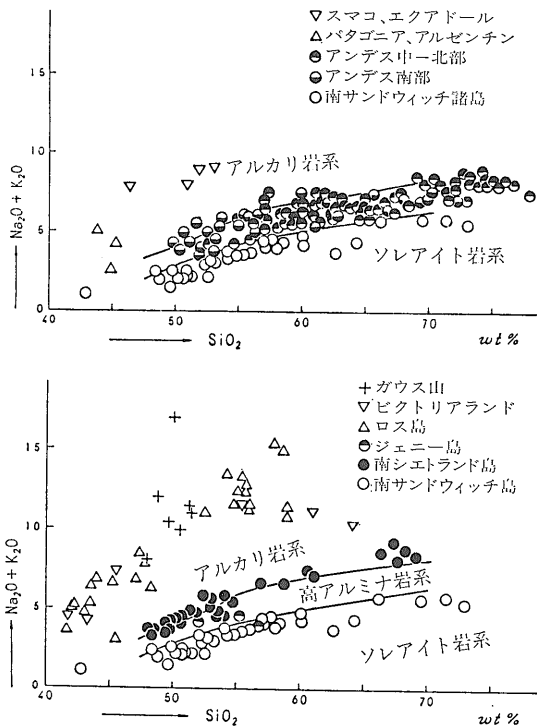 ▽スマコ、エクアドール
△パタゴニア、アルゼンチン
アンデス中一北部
アンデス南部
○南サンドウィッチ諸島
15
10
5
0
Na₂O + K₂O
アルカリ岩系
ソレアイト岩系
40 50 60 70
SiO₂ wt %
+ガウス山
▽ビクトリアランド
△ロス島
ジェニー島
●南シエトランド島
○南サンドウィッチ島
15
10
5
0
Na₂O + K₂O
アルカリ岩系
高アルミナ岩系
ソレアイト岩系
40 50 60 70
SiO₂ wt %